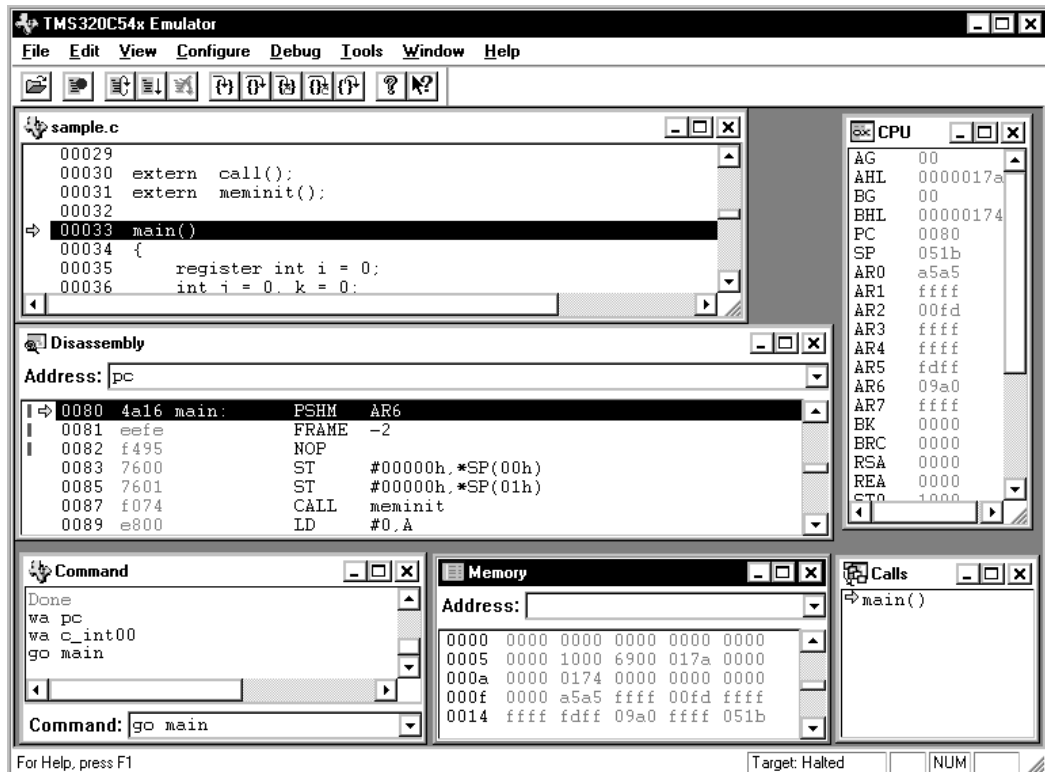 TMS320C54x Emulator
File Edit View Configure Debug Tools Window Help
sample.c
00029
00030 extern call();
00031 extern meminit();
00032
00033 main()
00034 {
00035 register int i = 0;
00036 int j = 0, k = 0;
Disassembly
Address: pc
0080 4a16 main: PSHM AR6
0081 eefe FRAME -2
0082 f495 NOP
0083 7600 ST #00000h,*SP(00h)
0085 7601 ST #00000h,*SP(01h)
0087 f074 CALL meminit
0089 e800 LD #0,A
CPU
AG 00
AHL 0000017a
BG 00
BHL 00000174
PC 0080
SP 051b
AR0 a5a5
AR1 ffff
AR2 00fd
AR3 ffff
AR4 ffff
AR5 fdff
AR6 09a0
AR7 ffff
BK 0000
BRC 0000
RSA 0000
REA 0000
ST0 1000
Command
Done
wa pc
wa c_int00
go main
Command: go main
Memory
Address:
0000 0000 0000 0000 0000 0000
0005 0000 1000 6900 017a 0000
000a 0000 0174 0000 0000 0000
000f 0000 a5a5 ffff 00fd ffff
0014 ffff fdff 09a0 ffff 051b
Calls
main()
For Help, press F1
Target: Halted
NUM